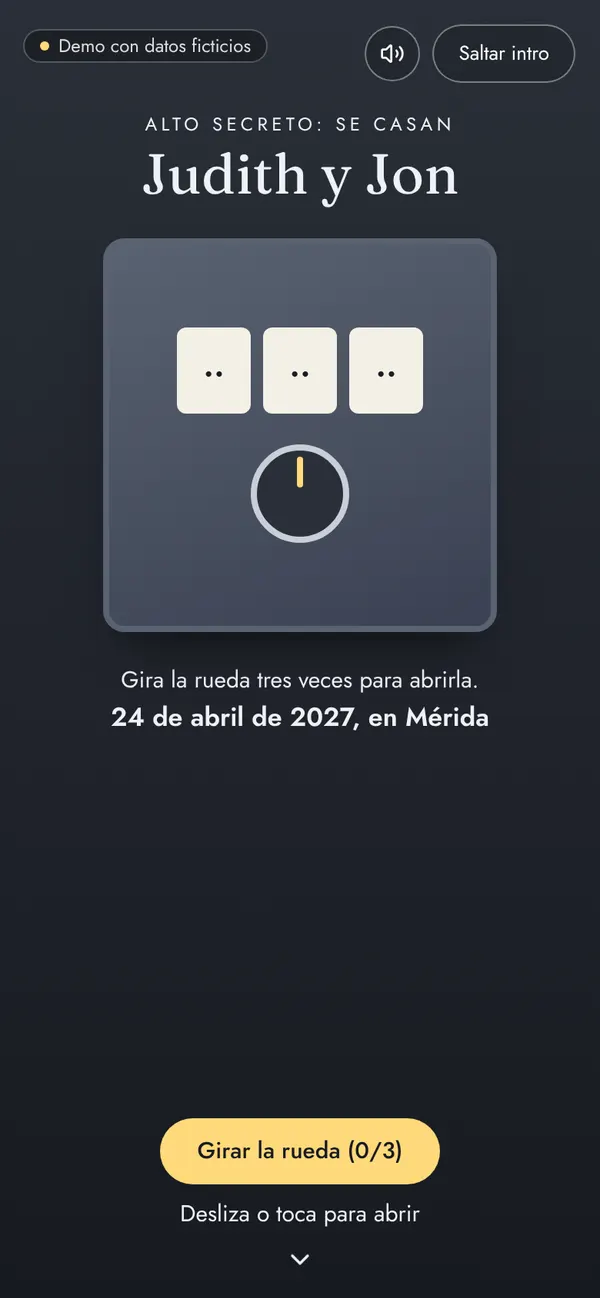 Demo con datos ficticios
Saltar intro
ALTO SECRETO: SE CASAN
Judith y Jon
..
..
..
Gira la rueda tres veces para abrirla.
24 de abril de 2027, en Mérida
Girar la rueda (0/3)
Desliza o toca para abrir